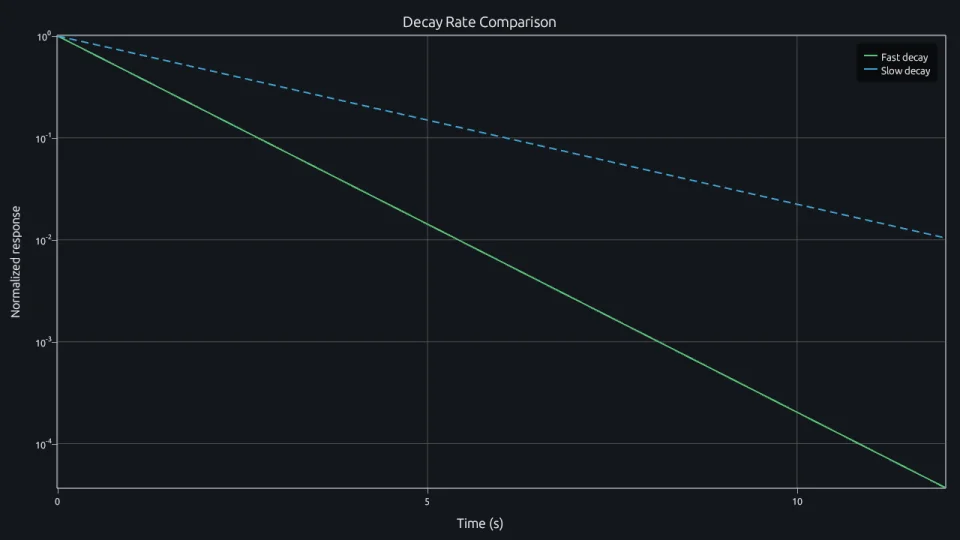 Decay Rate Comparison
Fast decay
Slow decay
Normalized response
10⁰
10⁻¹
10⁻²
10⁻³
10⁻⁴
0
5
10
Time (s)